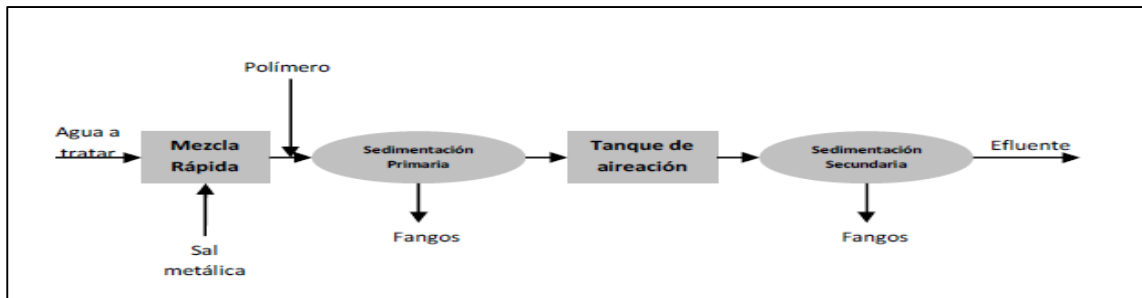 Polímero
Agua a
tratar
Mezcla
Rápida
Sedimentación
Primaria
Tanque de
aireación
Sedimentación
Secundaria
Efluente
Sal
metálica
Fangos
Fangos